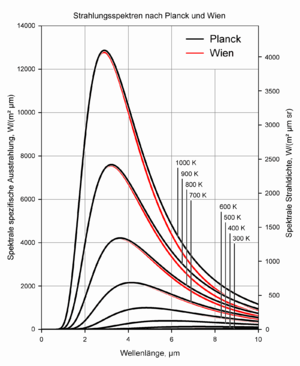 Strahlungsspektren nach Planck und Wien
Planck
Wien
Spektrale spezifische Ausstrahlung, W/(m² µm)
Spektrale Strahldichte, W/(m² µm sr)
14000
12000
10000
8000
6000
4000
2000
0
4000
3500
3000
2500
2000
1500
1000
500
0
1000 K
900 K
800 K
700 K
600 K
500 K
400 K
300 K
0 2 4 6 8 10
Wellenlänge, µm